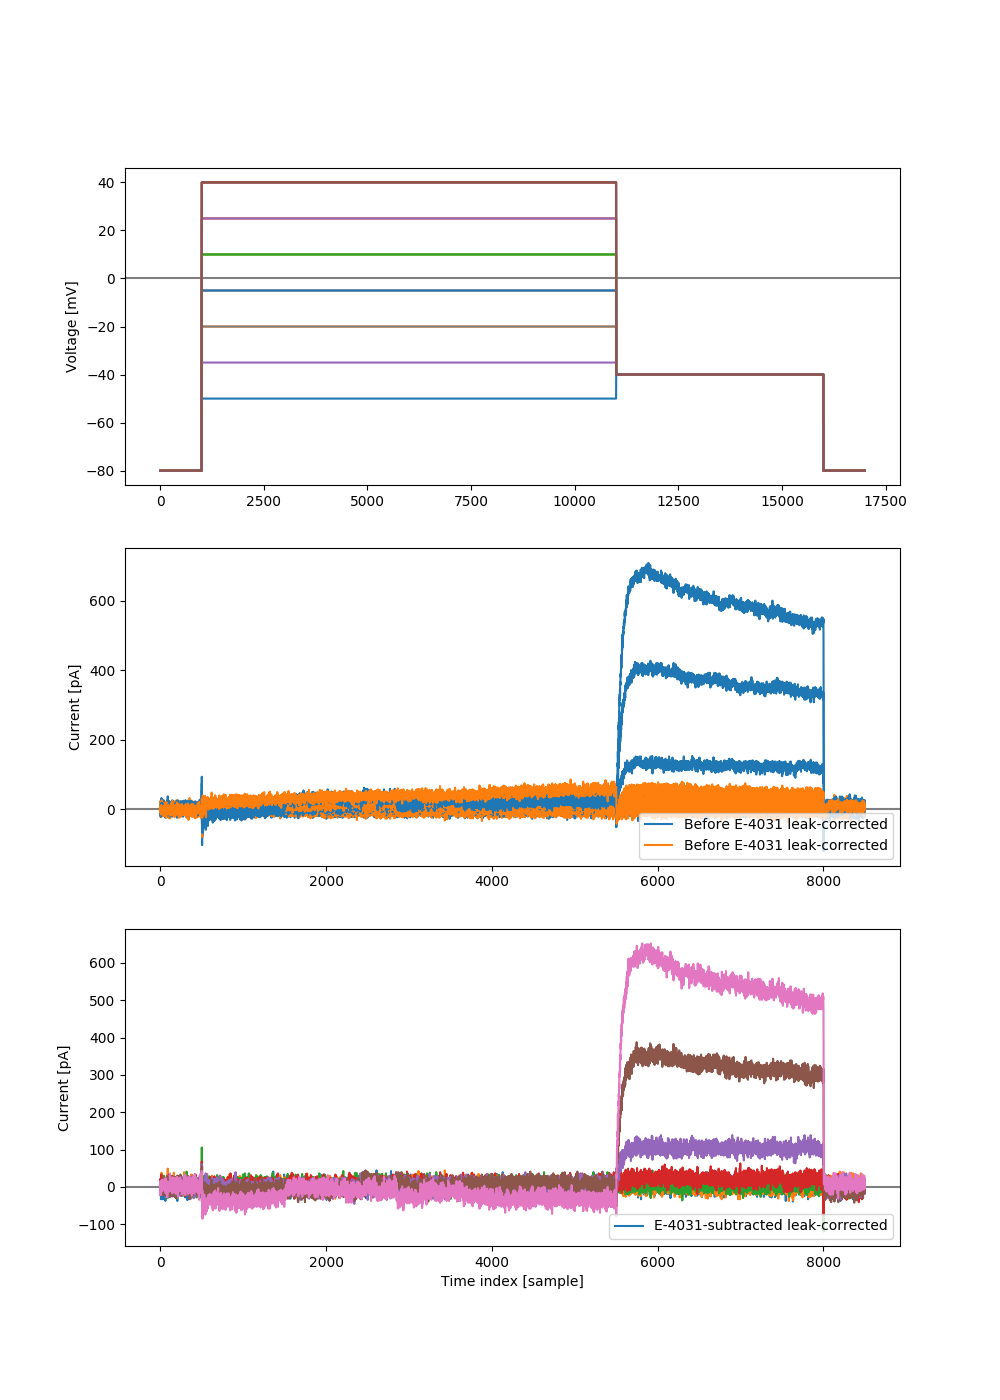 40
20
0
−20
−40
−60
−80
Voltage [mV]
0 2500 5000 7500 10000 12500 15000 17500
600
400
200
0
Current [pA]
Before E-4031 leak-corrected
Before E-4031 leak-corrected
0 2000 4000 6000 8000
600
500
400
300
200
100
0
−100
Current [pA]
E-4031-subtracted leak-corrected
0 2000 4000 6000 8000
Time index [sample]